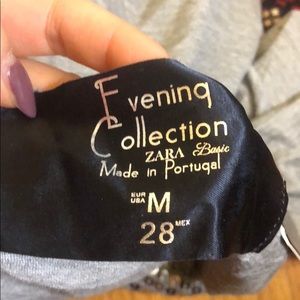 Evening
Collection
ZARA Basic
Made in Portugal
EUR
USA M
28 MEX